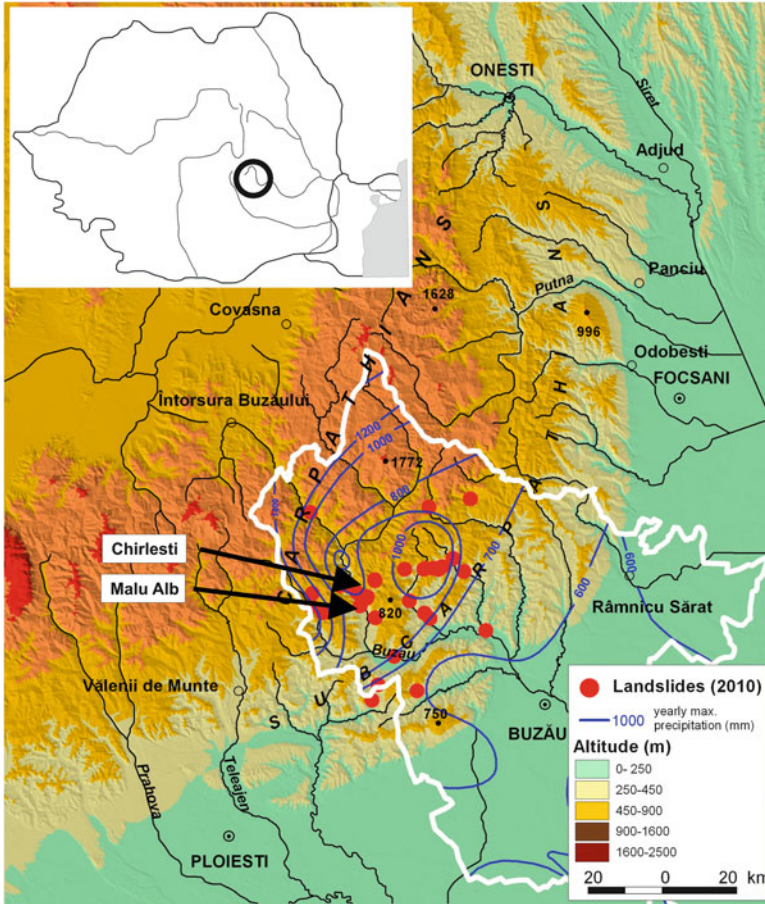 ONESTI
Siret
Adjud
CARPATHIANS
SUBCARPATHIANS
Panciu
Putna
1628
996
Covasna
Odobesti
FOCSANI
Întorsura Buzăului
1200
1000
1772
800
1000
700
600
600
Chirlesti
Malu Alb
820
Râmnicu Sărat
Buzău
Vălenii de Munte
750
BUZĂU
Prahova
Teleajen
PLOIESTI
Landslides (2010)
1000 yearly max.
precipitation (mm)
Altitude (m)
0- 250
250-450
450-900
900-1600
1600-2500
20 0 20
km